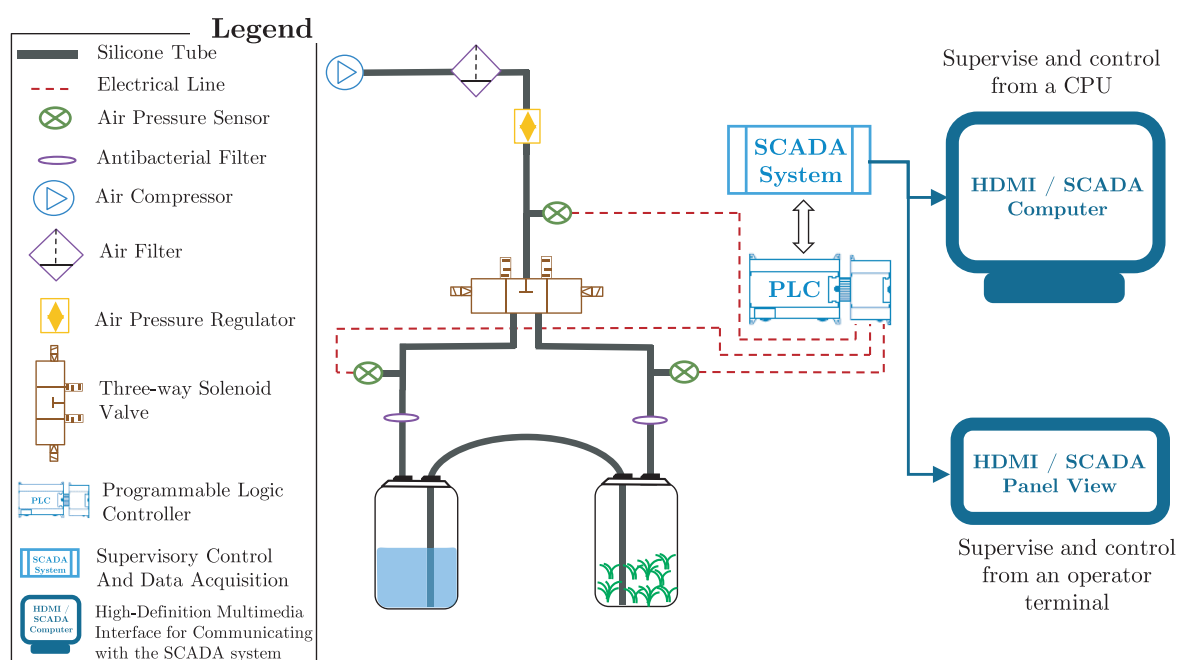 Legend
Silicone Tube
Electrical Line
Air Pressure Sensor
Antibacterial Filter
Air Compressor
Air Filter
Air Pressure Regulator
Three-way Solenoid
Valve
PLC
Programmable Logic
Controller
SCADA
System
Supervisory Control
And Data Acquisition
HDMI /
SCADA
Computer
High-Definition Multimedia
Interface for Communicating
with the SCADA system
SCADA
System
PLC
Supervise and control
from a CPU
HDMI / SCADA
Computer
HDMI / SCADA
Panel View
Supervise and control
from an operator
terminal